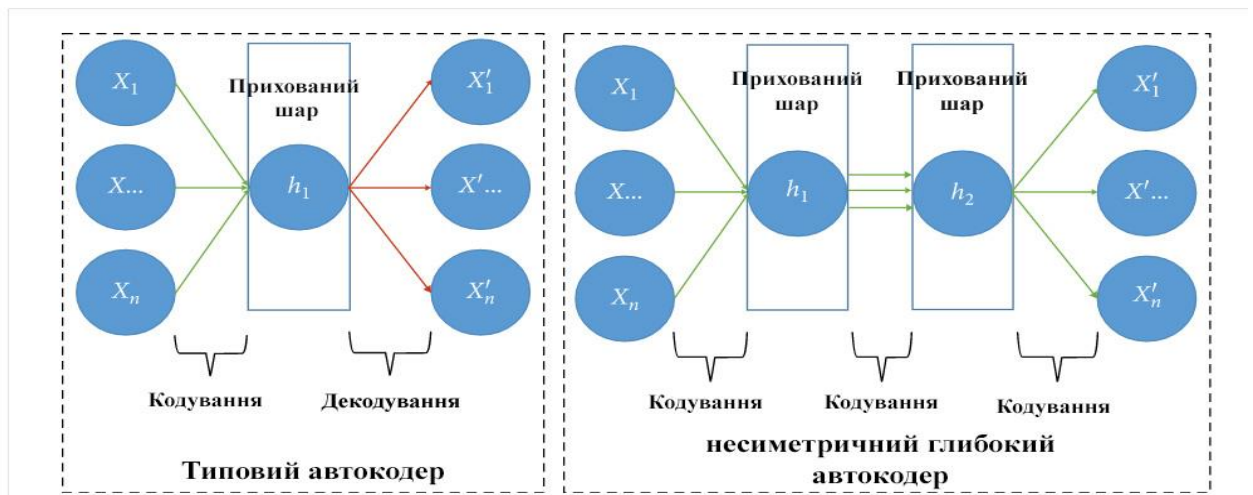 X₁
X...
Xₙ
Прихований
шар
h₁
X′₁
X′...
X′ₙ
Кодування
Декодування
Типовий автокодер
X₁
X...
Xₙ
Прихований
шар
h₁
Прихований
шар
h₂
X′₁
X′...
X′ₙ
Кодування
Кодування
Кодування
несиметричний глибокий
автокодер